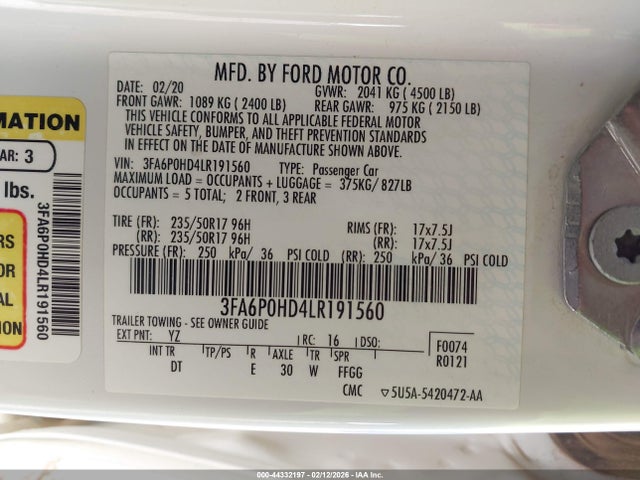 MATION
AR: 3
lbs.
RS
OR
AL
ION
3FA6P0HD4LR191560
MFD. BY FORD MOTOR CO.
DATE: 02/20 GVWR: 2041 KG ( 4500 LB)
FRONT GAWR: 1089 KG ( 2400 LB) REAR GAWR: 975 KG ( 2150 LB)
THIS VEHICLE CONFORMS TO ALL APPLICABLE FEDERAL MOTOR
VEHICLE SAFETY, BUMPER, AND THEFT PREVENTION STANDARDS
IN EFFECT ON THE DATE OF MANUFACTURE SHOWN ABOVE.
VIN: 3FA6P0HD4LR191560 TYPE: Passenger Car
MAXIMUM LOAD = OCCUPANTS + LUGGAGE = 375KG/ 827LB
OCCUPANTS = 5 TOTAL; 2 FRONT, 3 REAR
TIRE (FR): 235/50R17 96H RIMS (FR): 17x7.5J
(RR): 235/50R17 96H (RR): 17x7.5J
PRESSURE (FR): 250 kPa/ 36 PSI COLD (RR): 250 kPa/ 36 PSI COLD
3FA6P0HD4LR191560
TRAILER TOWING - SEE OWNER GUIDE
EXT PNT: YZ RC: 16 DSO: F0074
R0121
INT TR TP/PS R AXLE TR SPR
DT E 30 W FFGG
CMC ▽5U5A-5420472-AA
000-44332197 - 02/12/2026 - Copyright IAA, Inc.